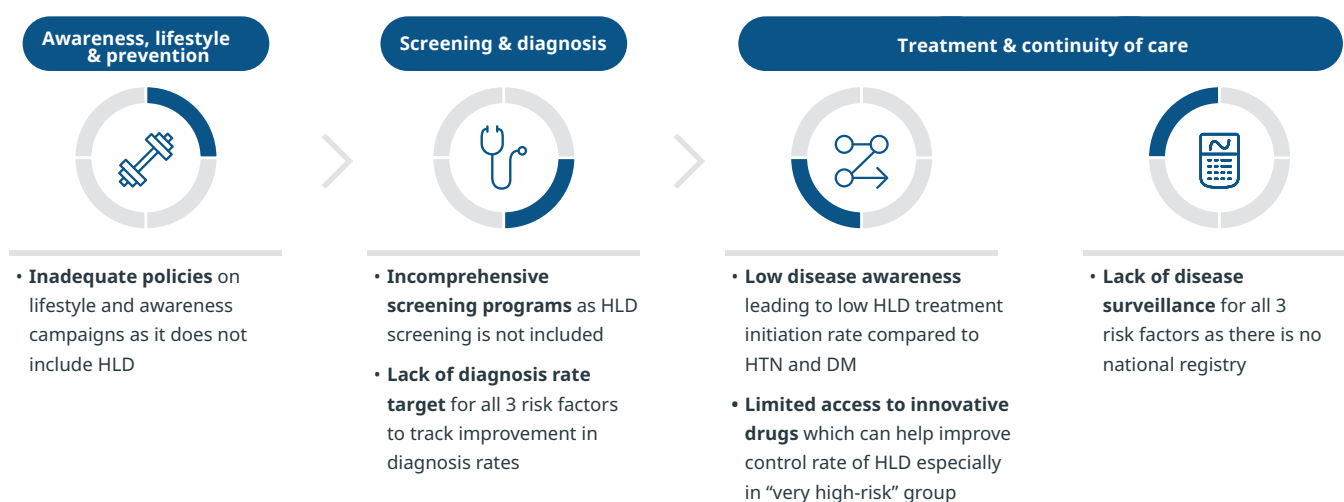 Awareness, lifestyle
& prevention
Screening & diagnosis
Treatment & continuity of care
• Inadequate policies on
lifestyle and awareness
campaigns as it does not
include HLD
• Incomprehensive
screening programs as HLD
screening is not included
• Lack of diagnosis rate
target for all 3 risk factors
to track improvement in
diagnosis rates
• Low disease awareness
leading to low HLD treatment
initiation rate compared to
HTN and DM
• Limited access to innovative
drugs which can help improve
control rate of HLD especially
in “very high-risk” group
• Lack of disease
surveillance for all 3
risk factors as there is no
national registry